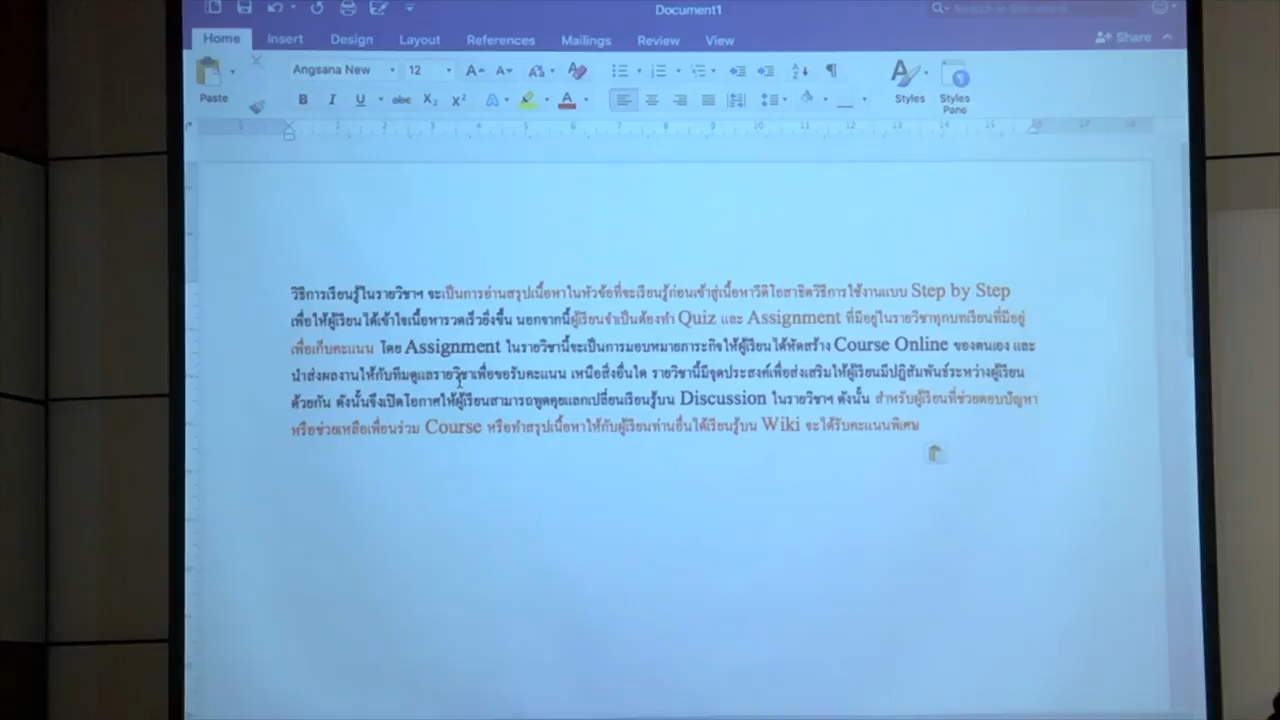 Document1
Search in Document
Home Insert Design Layout References Mailings Review View Share
Angsana New 12
Paste
Styles
Styles Pane
วิธีการเรียนรู้ในรายวิชาฯ จะเป็นการอ่านสรุปเนื้อหาในหัวข้อที่จะเรียนรู้ก่อนเข้าสู่เนื้อหาวีดิโอสาธิตวิธีการใช้งานแบบ Step by Step
เพื่อให้ผู้เรียนได้เข้าใจเนื้อหารวดเร็วยิ่งขึ้น นอกจากนี้ผู้เรียนจำเป็นต้องทำ Quiz และ Assignment ที่มีอยู่ในรายวิชาทุกบทเรียนที่มีอยู่
เพื่อเก็บคะแนน โดย Assignment ในรายวิชานี้จะเป็นการมอบหมายภาระกิจให้ผู้เรียนได้หัดสร้าง Course Online ของตนเอง และ
นำส่งผลงานให้กับทีมดูแลรายวิชาเพื่อขอรับคะแนน เหนือสิ่งอื่นใด รายวิชานี้มีจุดประสงค์เพื่อส่งเสริมให้ผู้เรียนมีปฎิสัมพันธ์ระหว่างผู้เรียน
ด้วยกัน ดังนั้นจึงเปิดโอกาสให้ผู้เรียนสามารถพูดคุยแลกเปลี่ยนเรียนรู้บน Discussion ในรายวิชาฯ ดังนั้น สำหรับผู้เรียนที่ช่วยตอบปัญหา
หรือช่วยเหลือเพื่อนร่วม Course หรือทำสรุปเนื้อหาให้กับผู้เรียนท่านอื่นได้เรียนรู้บน Wiki จะได้รับคะแนนพิเศษ